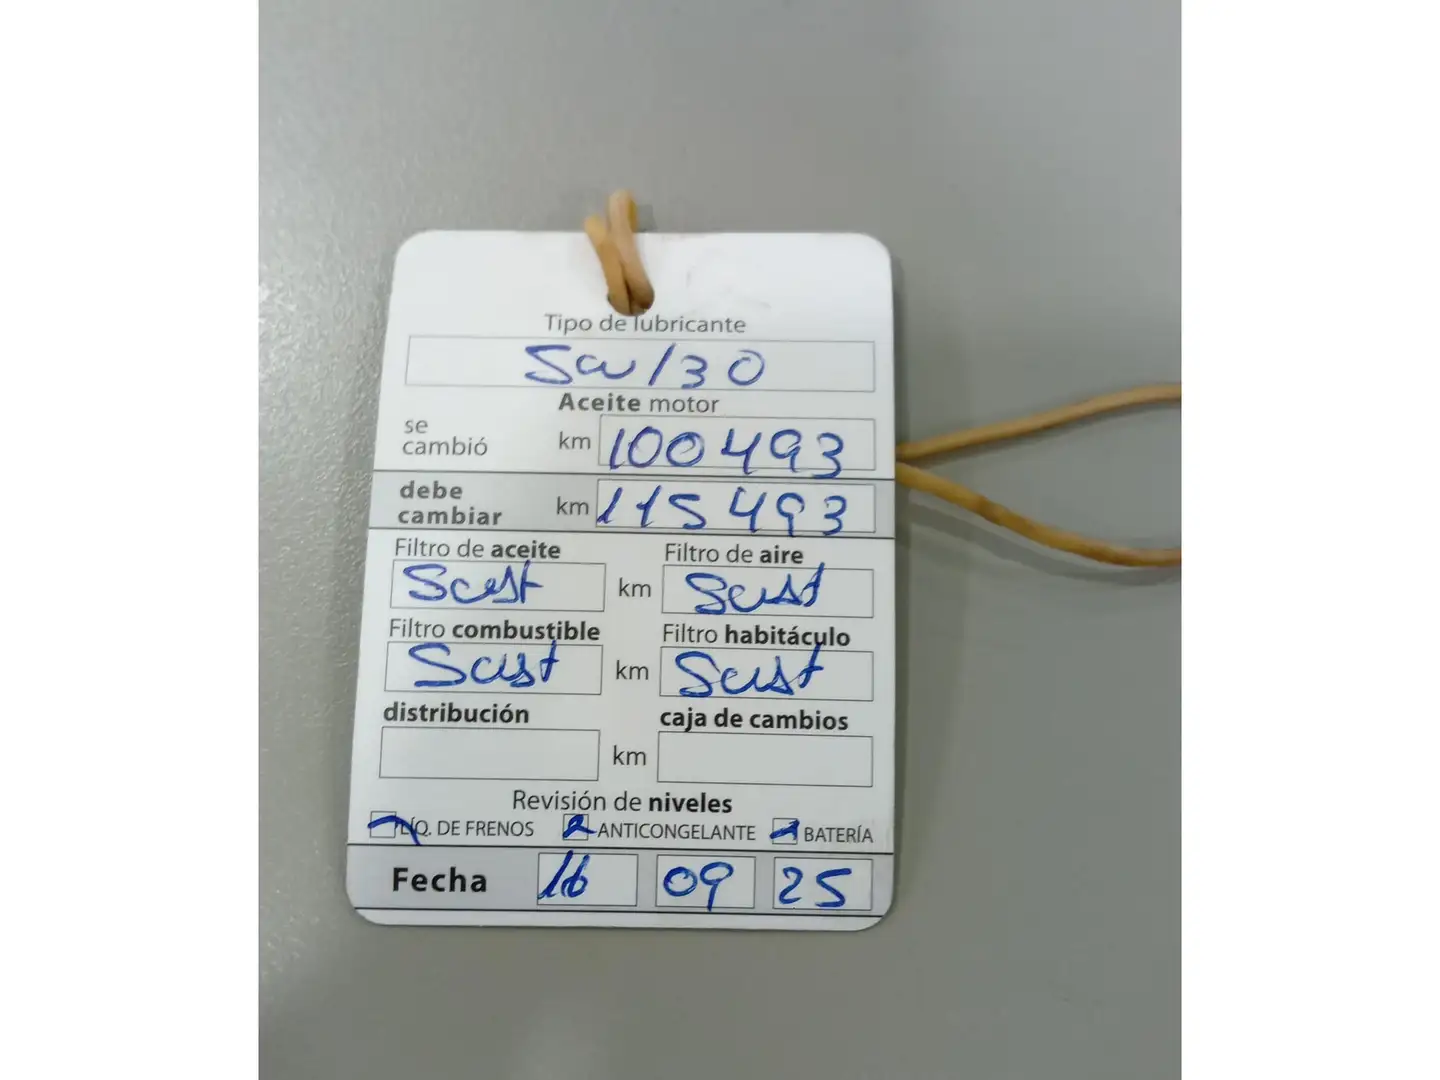 Tipo de lubricante
5w/30
Aceite motor
se cambió km 100493
debe cambiar km 115493
Filtro de aceite Filtro de aire
Sust km Sust
Filtro combustible Filtro habitáculo
Sust km Sust
distribución caja de cambios
km
Revisión de niveles
LÍQ. DE FRENOS ANTICONGELANTE BATERÍA
Fecha 16 09 25